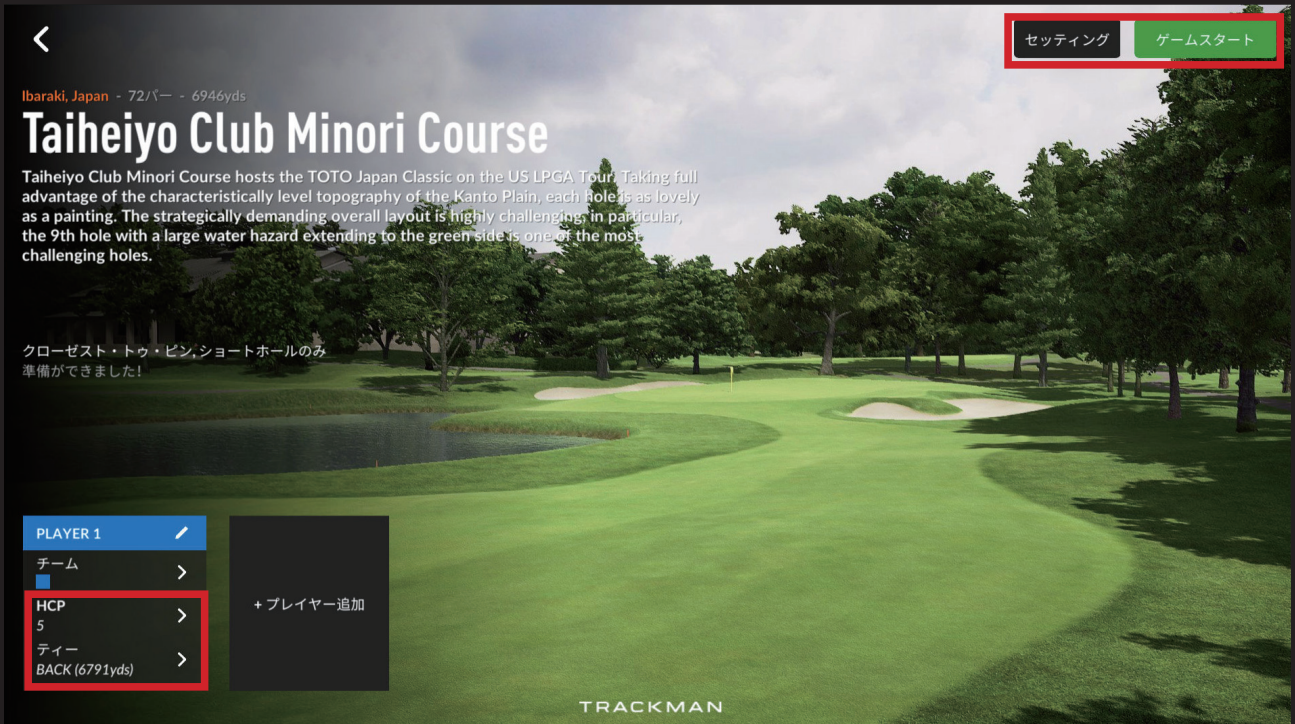 セッティング
ゲームスタート
Ibaraki, Japan - 72パー - 6946yds
Taiheiyo Club Minori Course
Taiheiyo Club Minori Course hosts the TOTO Japan Classic on the US LPGA Tour. Taking full
advantage of the characteristically level topography of the Kanto Plain, each hole is as lovely
as a painting. The strategically demanding overall layout is highly challenging, in particular,
the 9th hole with a large water hazard extending to the green side is one of the most
challenging holes.
クローゼスト・トゥ・ピン, ショートホールのみ
準備ができました!
PLAYER 1
チーム
HCP
5
ティー
BACK (6791yds)
+ プレイヤー追加
TRACKMAN